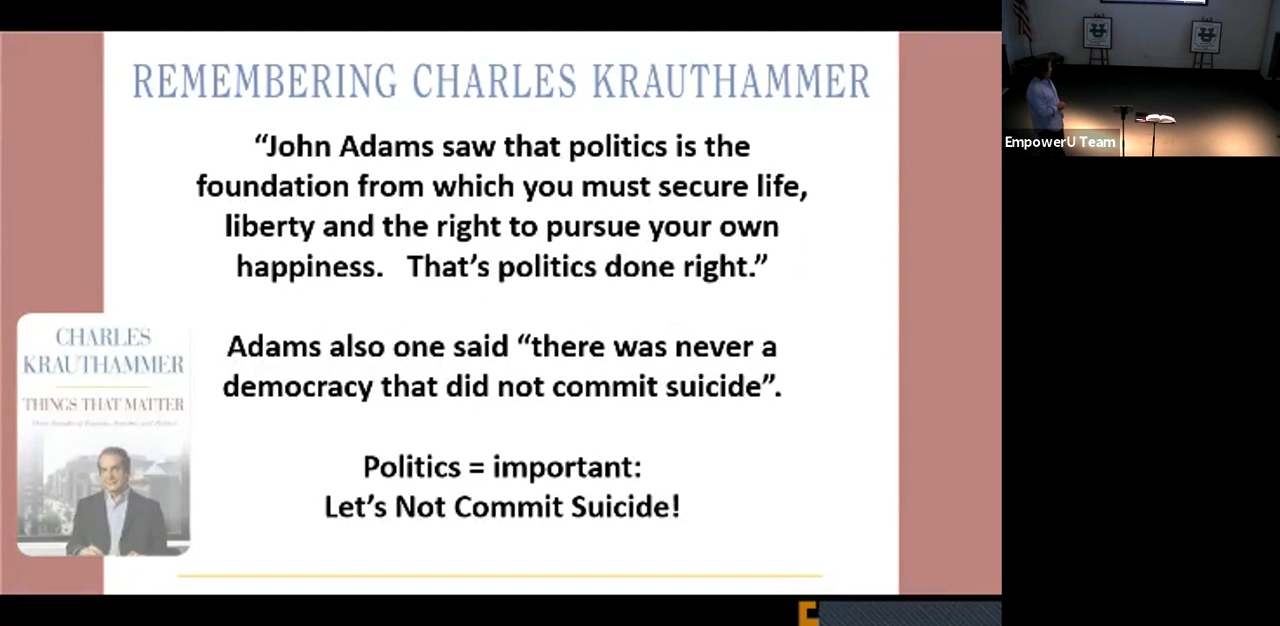 REMEMBERING CHARLES KRAUTHAMMER
“John Adams saw that politics is the
foundation from which you must secure life,
liberty and the right to pursue your own
happiness.   That’s politics done right.”
Adams also one said “there was never a
democracy that did not commit suicide”.
Politics = important:
Let’s Not Commit Suicide!
CHARLES
KRAUTHAMMER
THINGS THAT MATTER
EmpowerU Team